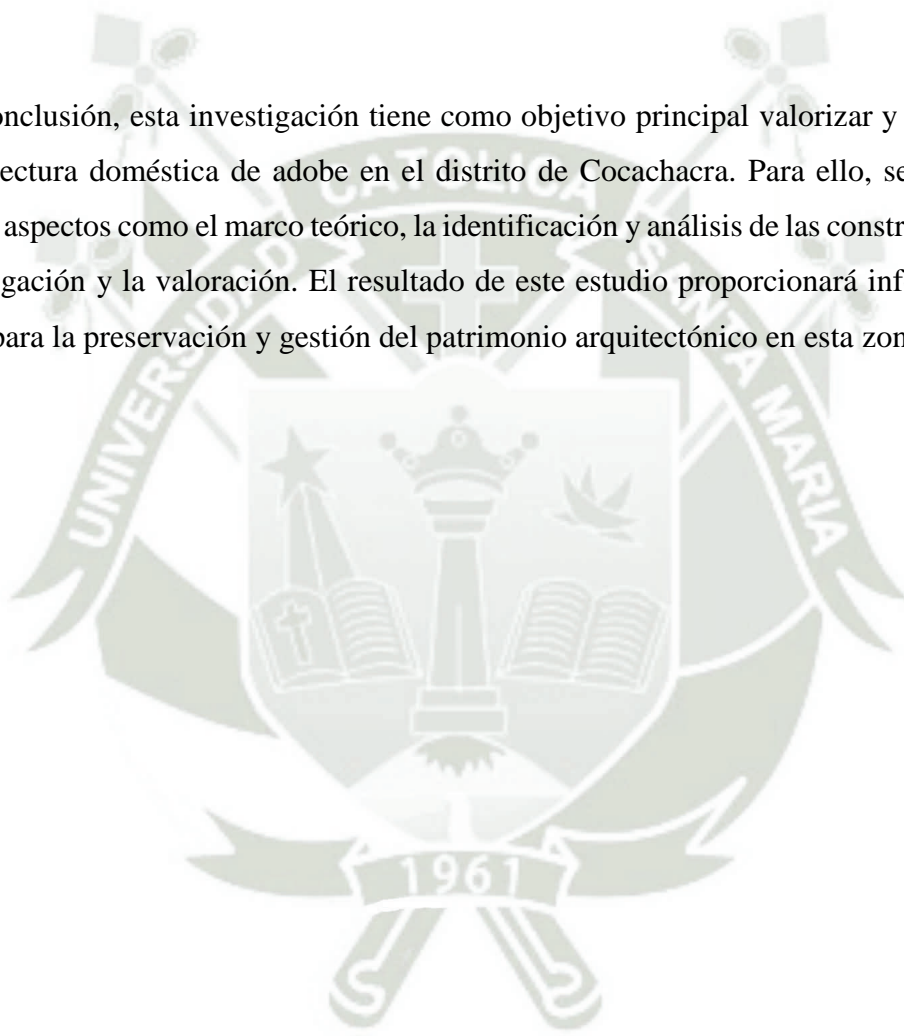 onclusión, esta investigación tiene como objetivo principal valorizar y
ectura doméstica de adobe en el distrito de Cocachacra. Para ello, se
aspectos como el marco teórico, la identificación y análisis de las constr
gación y la valoración. El resultado de este estudio proporcionará inf
para la preservación y gestión del patrimonio arquitectónico en esta zon
UNIVERSIDAD CATOLICA SANTA MARIA
1961